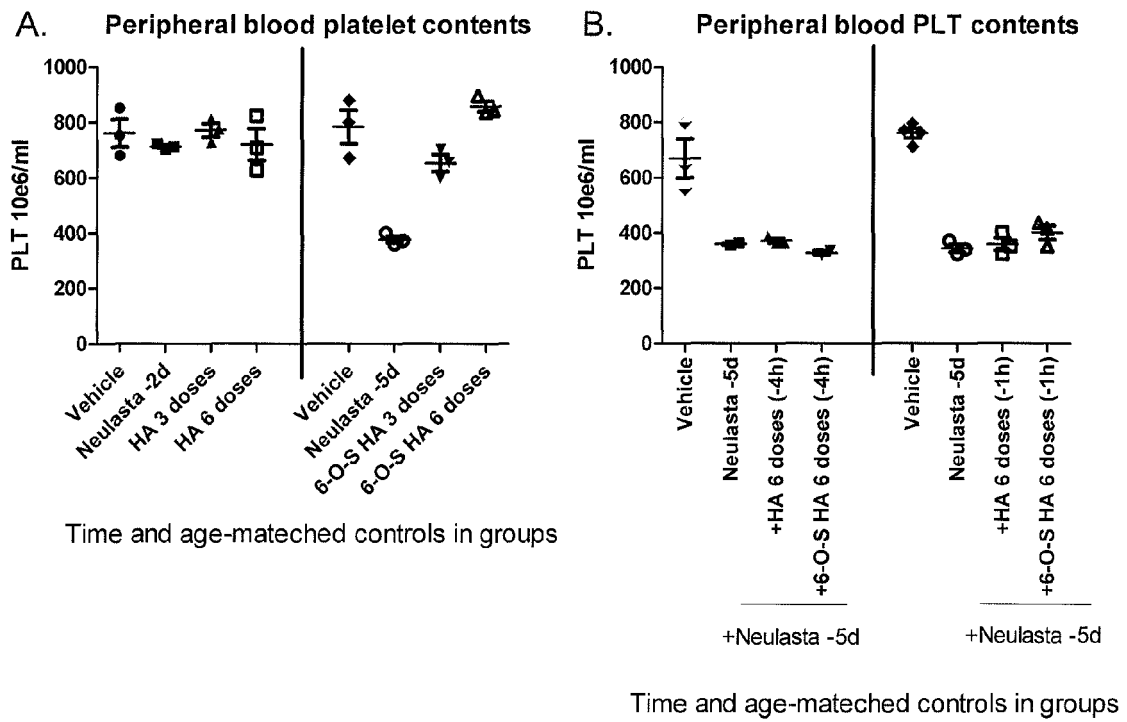 A.
Peripheral blood platelet contents
PLT 10e6/ml
1000
800
600
400
200
0
Vehicle
Neulasta -2d
HA 3 doses
HA 6 doses
Vehicle
Neulasta -5d
6-O-S HA 3 doses
6-O-S HA 6 doses
Time and age-mateched controls in groups
B.
Peripheral blood PLT contents
PLT 10e6/ml
1000
800
600
400
200
0
Vehicle
Neulasta -5d
+HA 6 doses (-4h)
+6-O-S HA 6 doses (-4h)
Vehicle
Neulasta -5d
+HA 6 doses (-1h)
+6-O-S HA 6 doses (-1h)
+Neulasta -5d
+Neulasta -5d
Time and age-mateched controls in groups